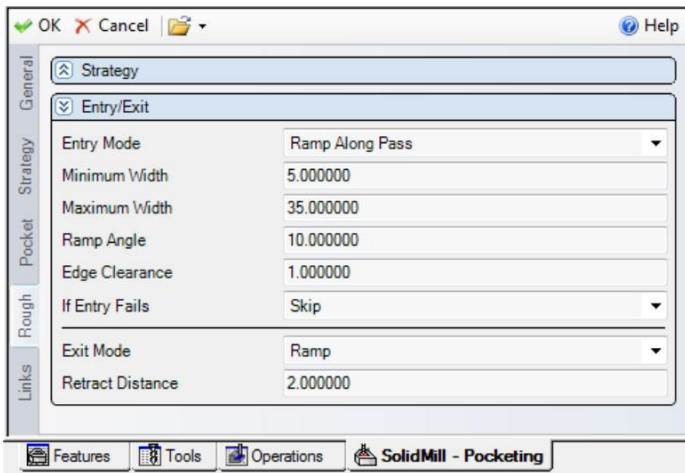 OK Cancel Help
General
Strategy
Pocket
Rough
Links
Strategy
Entry/Exit
Entry Mode Ramp Along Pass
Minimum Width 5.000000
Maximum Width 35.000000
Ramp Angle 10.000000
Edge Clearance 1.000000
If Entry Fails Skip
Exit Mode Ramp
Retract Distance 2.000000
Features Tools Operations SolidMill - Pocketing